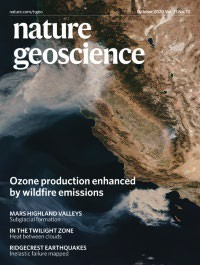 nature.com/ngeo
October 2020 Vol. 13 No. 10
nature
geoscience
Ozone production enhanced
by wildfire emissions
MARS HIGHLAND VALLEYS
Subglacial formation
IN THE TWILIGHT ZONE
Heat between clouds
RIDGECREST EARTHQUAKES
Inelastic failure mapped